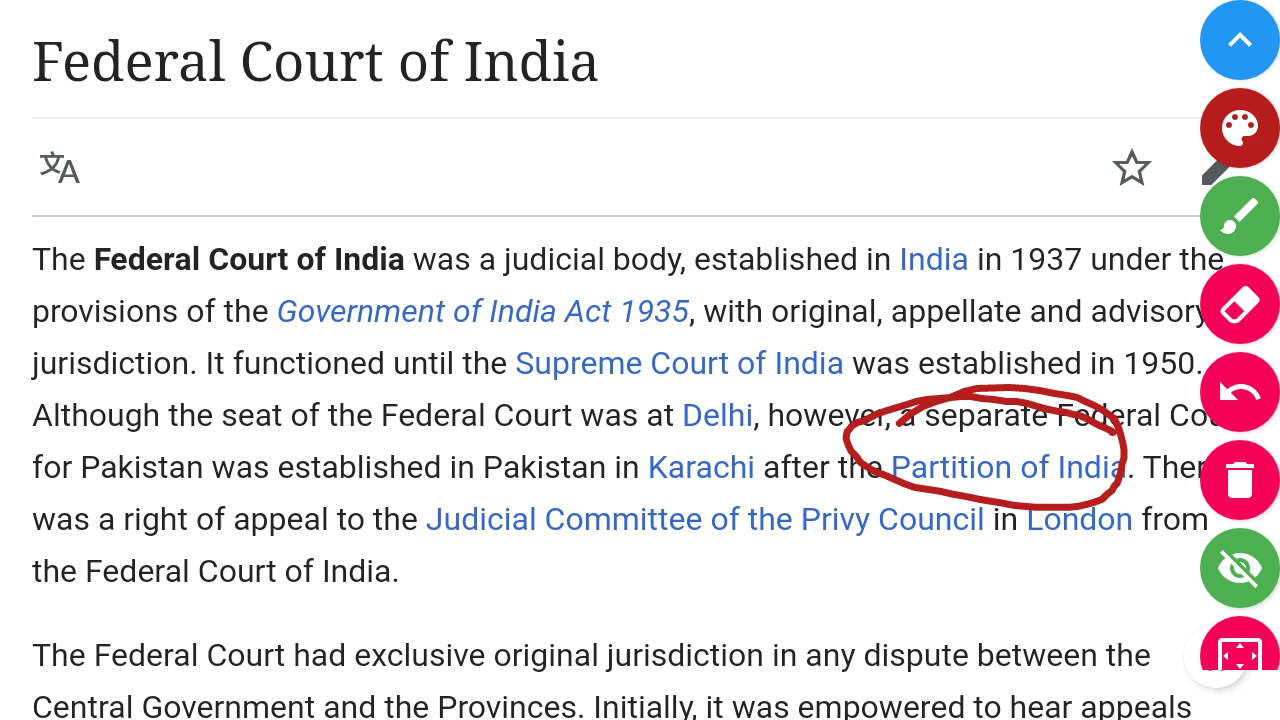 Federal Court of India
The Federal Court of India was a judicial body, established in India in 1937 under the
provisions of the Government of India Act 1935, with original, appellate and advisory
jurisdiction. It functioned until the Supreme Court of India was established in 1950.
Although the seat of the Federal Court was at Delhi, however, a separate Federal
for Pakistan was established in Pakistan in Karachi after the Partition of India.
was a right of appeal to the Judicial Committee of the Privy Council in London from
the Federal Court of India.
The Federal Court had exclusive original jurisdiction in any dispute between the
Central Government and the Provinces. Initially, it was empowered to hear appeals